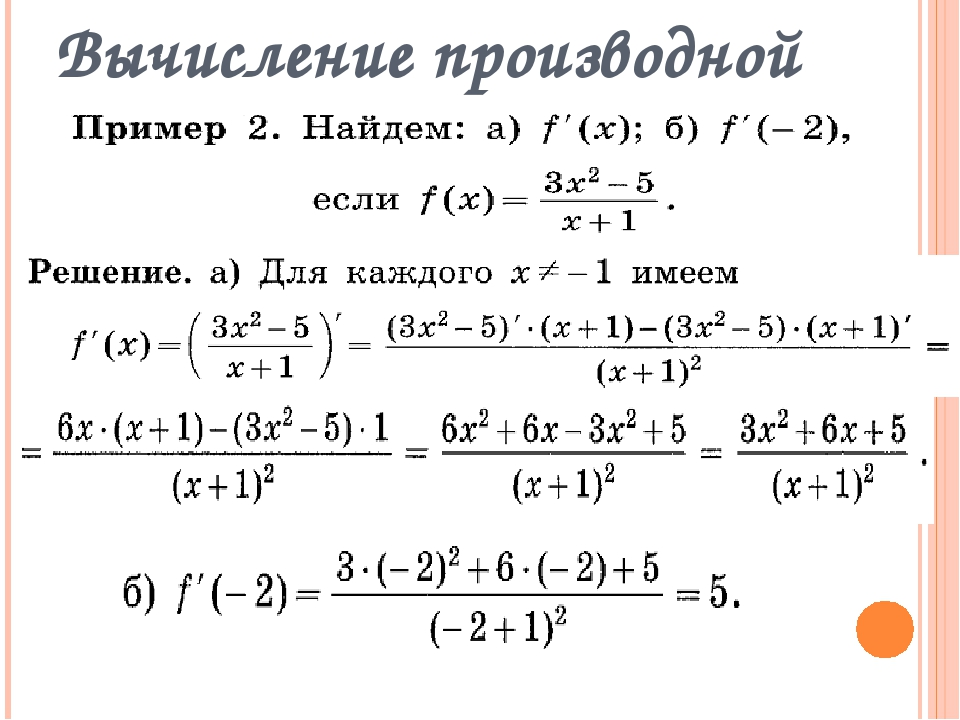 Вычисление производной
Пример 2. Найдем: а) f′(x); б) f′(–2),
если f(x) = (3x² – 5)/(x + 1).
Решение. а) Для каждого x ≠ –1 имеем
f′(x) = ((3x² – 5)/(x + 1))′ = ((3x² – 5)′ · (x + 1) – (3x² – 5) · (x + 1)′)/(x + 1)² =
= (6x · (x + 1) – (3x² – 5) · 1)/(x + 1)² = (6x² + 6x – 3x² + 5)/(x + 1)² = (3x² + 6x + 5)/(x + 1)².
б) f′(–2) = (3 · (–2)² + 6 · (–2) + 5)/(–2 + 1)² = 5.